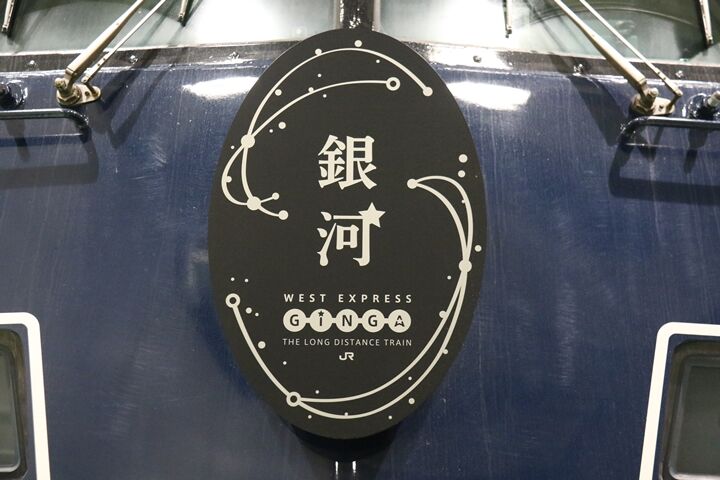 銀
河
WEST EXPRESS
GINGA
THE LONG DISTANCE TRAIN
JR